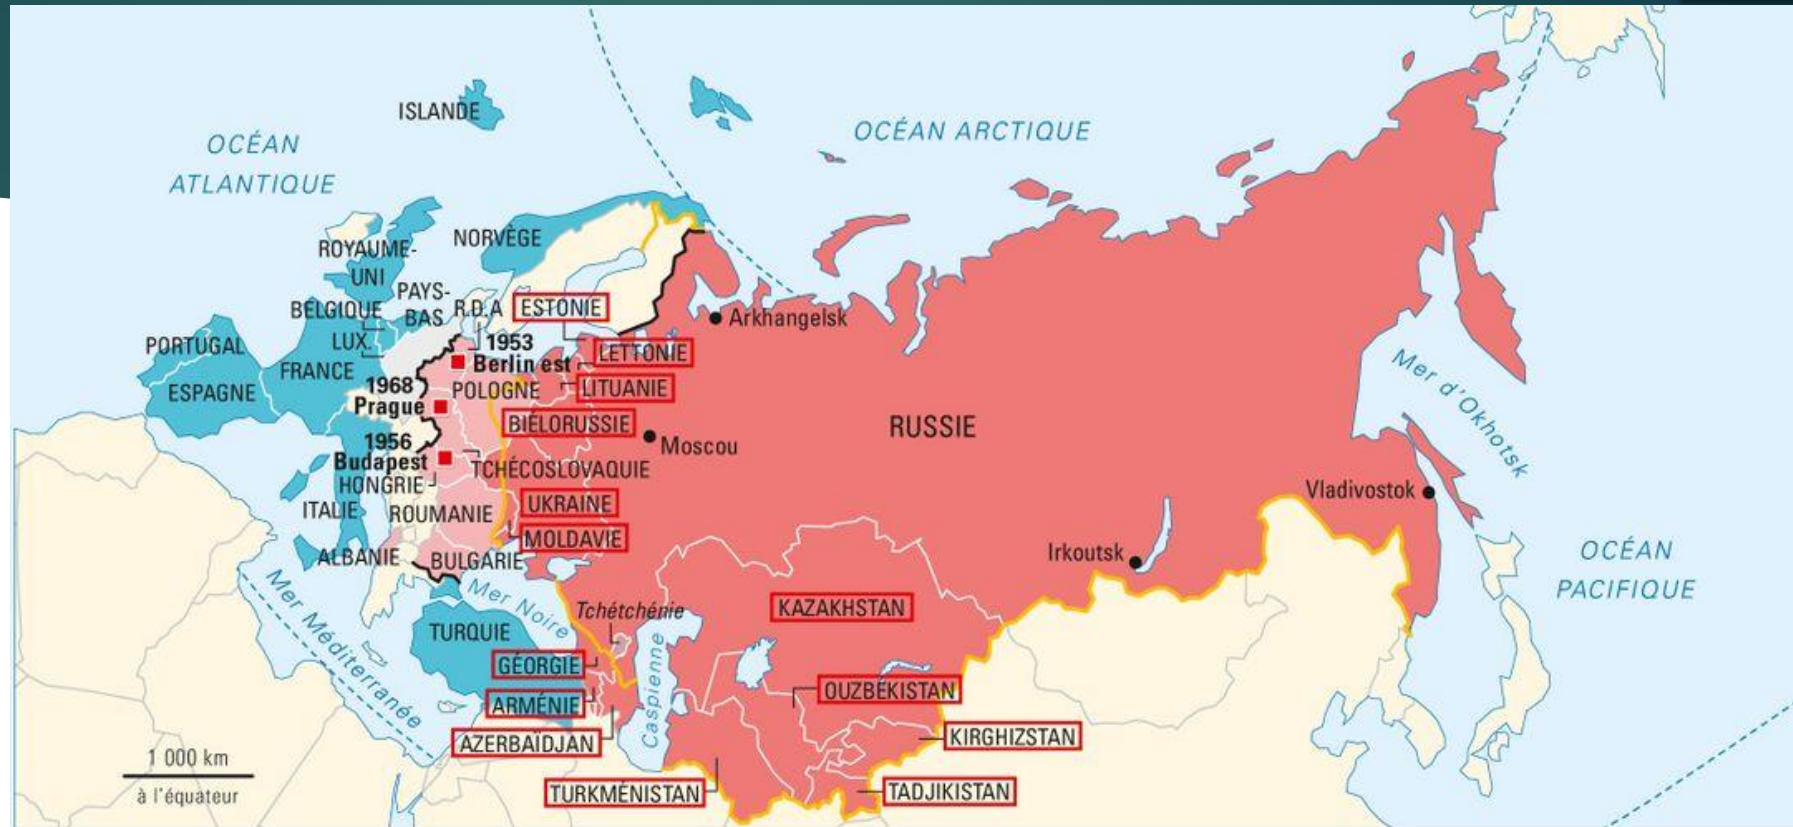 ISLANDE
OCÉAN
ATLANTIQUE
OCÉAN ARCTIQUE
NORVÈGE
ROYAUME-
UNI
PAYS-
BAS
BELGIQUE
R.D.A
ESTONIE
LUX.
PORTUGAL
ESPAGNE
FRANCE
1953
Berlin est
LETTONIE
LITUANIE
1968
Prague
POLOGNE
BIÉLORUSSIE
1956
Budapest
TCHÉCOSLOVAQUIE
HONGRIE
ITALIE
ROUMANIE
UKRAINE
MOLDAVIE
ALBANIE
BULGARIE
Arkhangelsk
Moscou
RUSSIE
Mer d'Okhotsk
Vladivostok
Irkoutsk
OCÉAN
PACIFIQUE
Mer Méditerranée
Mer Noire
TURQUIE
Tchétchénie
Caspienne
KAZAKHSTAN
GÉORGIE
ARMÉNIE
AZERBAÏDJAN
OUZBÉKISTAN
KIRGHIZSTAN
TURKMÉNISTAN
TADJIKISTAN
1 000 km
à l'équateur